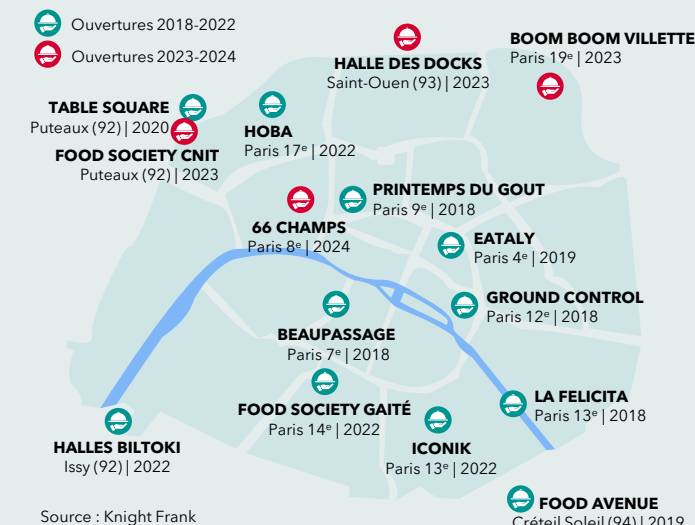 Ouvertures 2018-2022
Ouvertures 2023-2024
BOOM BOOM VILLETTE
Paris 19e | 2023
HALLE DES DOCKS
Saint-Ouen (93) | 2023
TABLE SQUARE
Puteaux (92) | 2020
HOBA
Paris 17e | 2022
FOOD SOCIETY CNIT
Puteaux (92) | 2023
PRINTEMPS DU GOUT
Paris 9e | 2018
66 CHAMPS
Paris 8e | 2024
EATALY
Paris 4e | 2019
GROUND CONTROL
Paris 12e | 2018
BEAUPASSAGE
Paris 7e | 2018
LA FELICITA
Paris 13e | 2018
FOOD SOCIETY GAITÉ
Paris 14e | 2022
ICONIK
Paris 13e | 2022
HALLES BILTOKI
Issy (92) | 2022
FOOD AVENUE
Créteil Soleil (94) | 2019
Source : Knight Frank